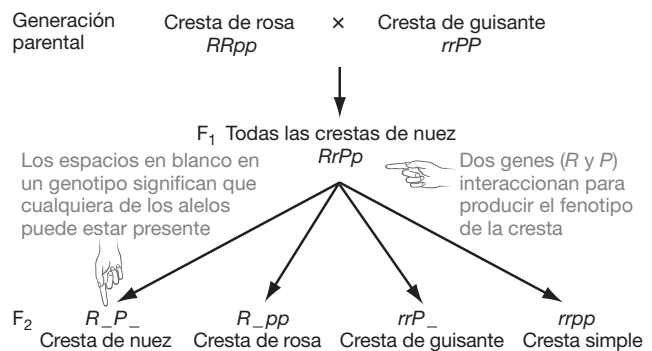 Generación parental
Cresta de rosa × Cresta de guisante
RRpp rrPP
F1 Todas las crestas de nuez
RrPp
Los espacios en blanco en
un genotipo significan que
cualquiera de los alelos
puede estar presente
Dos genes (R y P)
interaccionan para
producir el fenotipo
de la cresta
F2 R_P_ R_pp rrP_ rrpp
Cresta de nuez Cresta de rosa Cresta de guisante Cresta simple